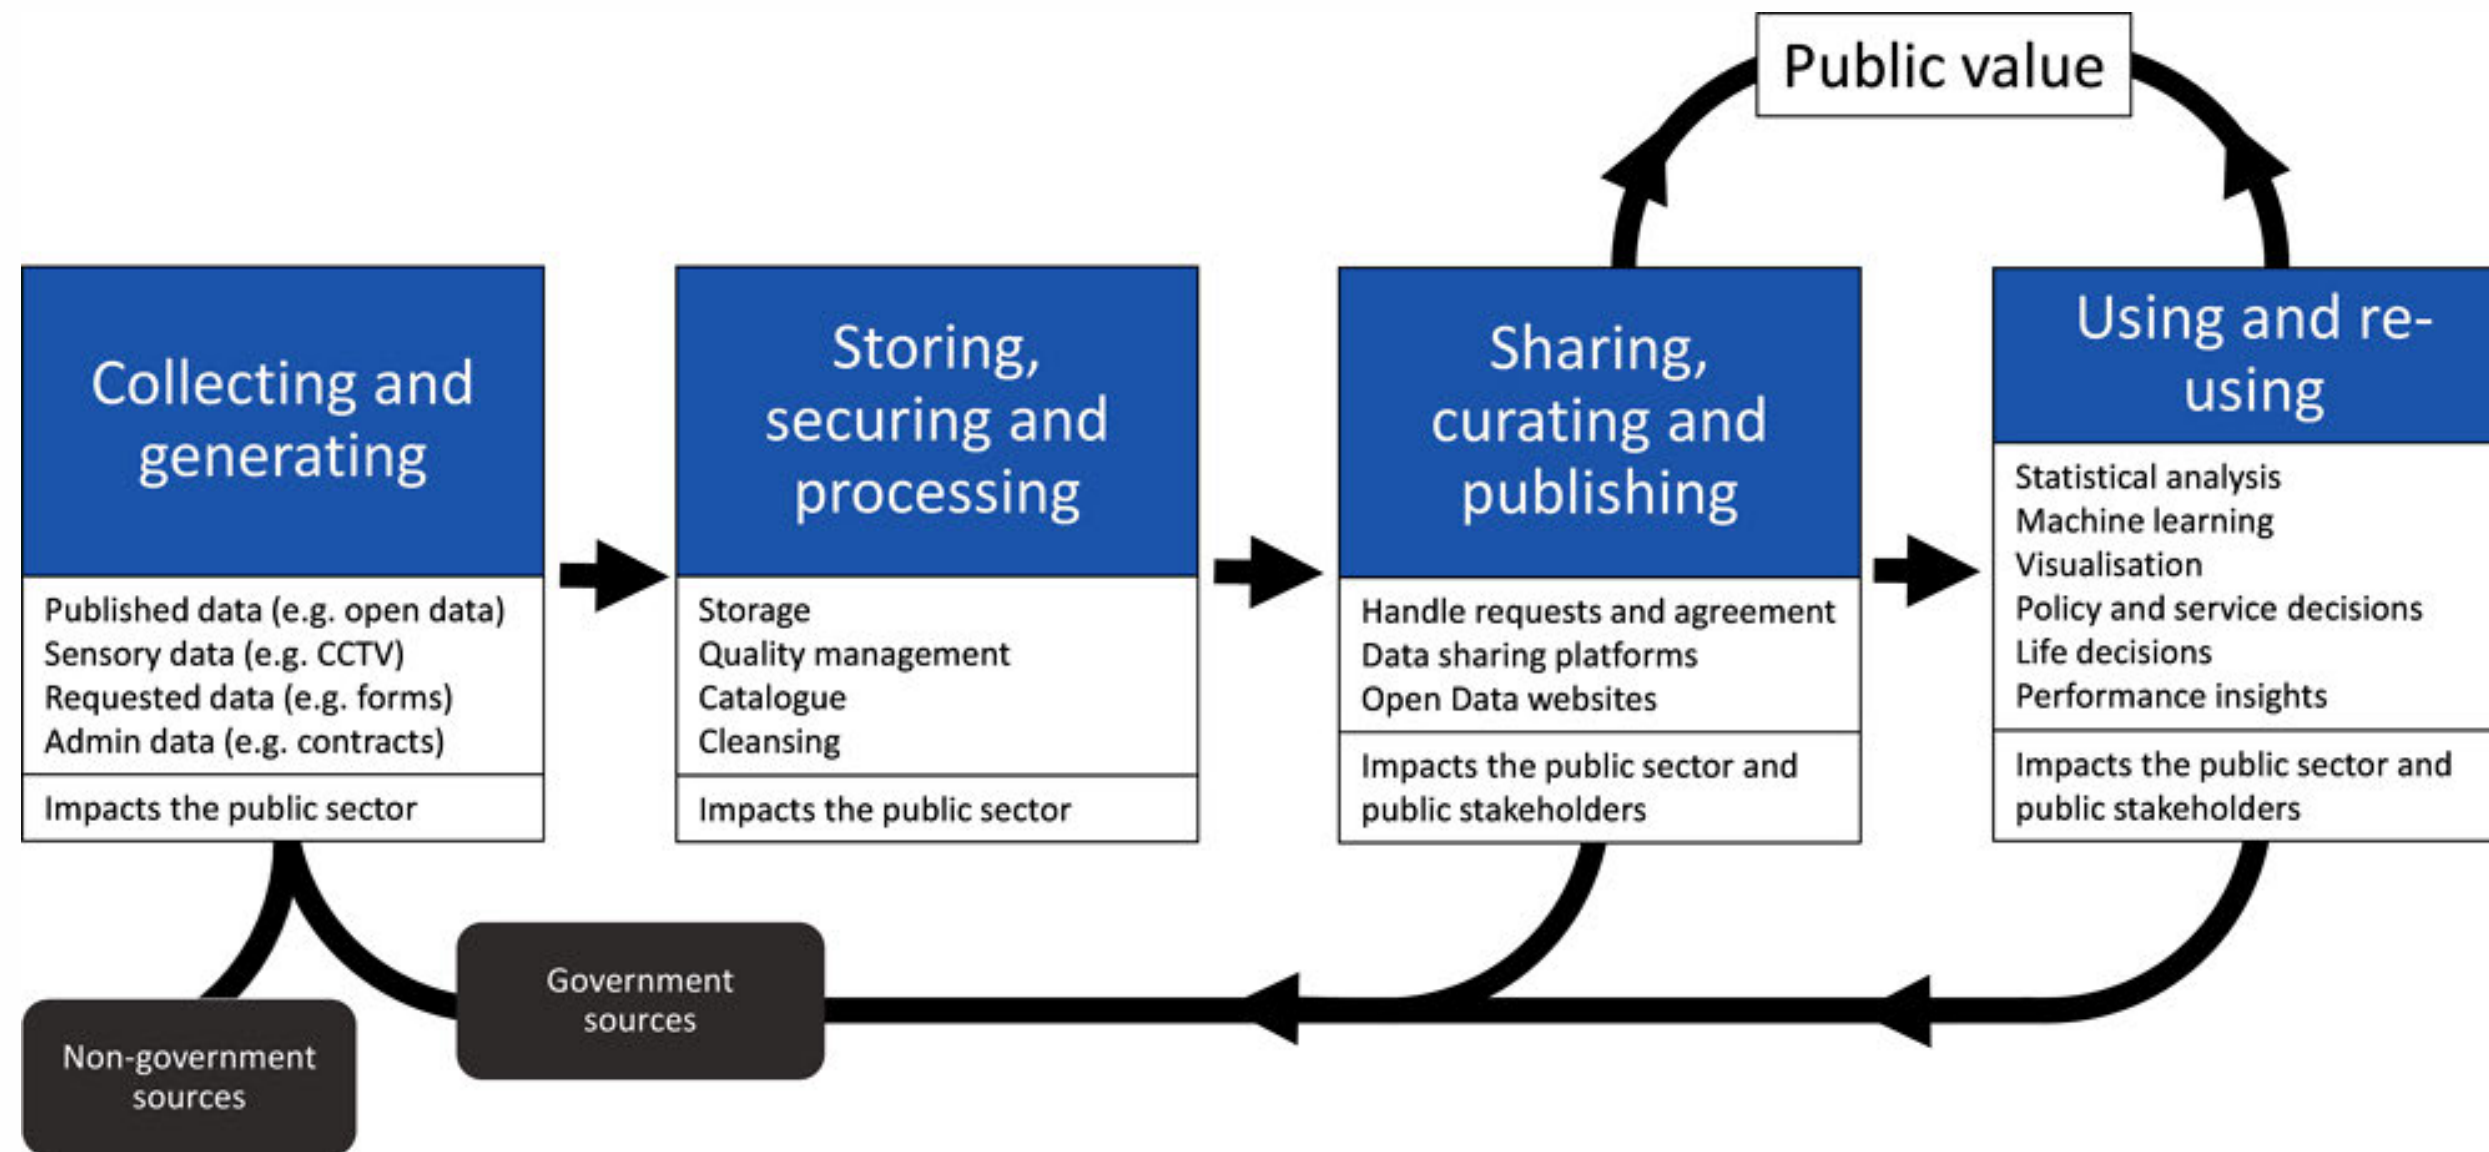 Public value
Collecting and
generating
Published data (e.g. open data)
Sensory data (e.g. CCTV)
Requested data (e.g. forms)
Admin data (e.g. contracts)
Impacts the public sector
Storing,
securing and
processing
Storage
Quality management
Catalogue
Cleansing
Impacts the public sector
Sharing,
curating and
publishing
Handle requests and agreement
Data sharing platforms
Open Data websites
Impacts the public sector and
public stakeholders
Using and re-
using
Statistical analysis
Machine learning
Visualisation
Policy and service decisions
Life decisions
Performance insights
Impacts the public sector and
public stakeholders
Government
sources
Non-government
sources